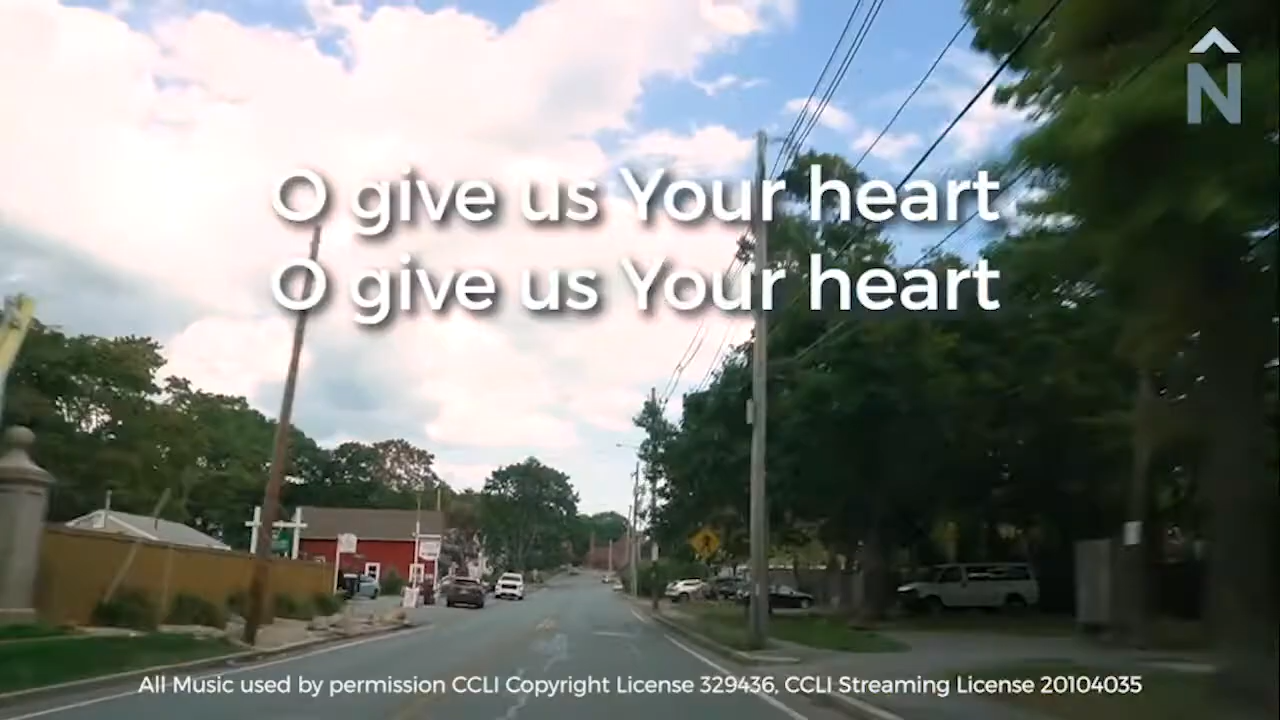 N
O give us Your heart
O give us Your heart
All Music used by permission CCLI Copyright License 329436, CCLI Streaming License 20104035